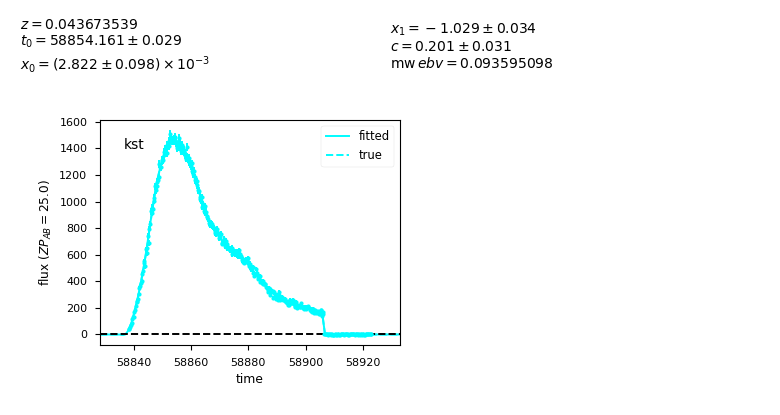 z = 0.043673539
t₀ = 58854.161 ± 0.029
x₀ = (2.822 ± 0.098) × 10⁻³
x₁ = −1.029 ± 0.034
c = 0.201 ± 0.031
mw ebv = 0.093595098
kst
fitted
true
flux (ZP_AB = 25.0)
1600
1400
1200
1000
800
600
400
200
0
58840 58860 58880 58900 58920
time